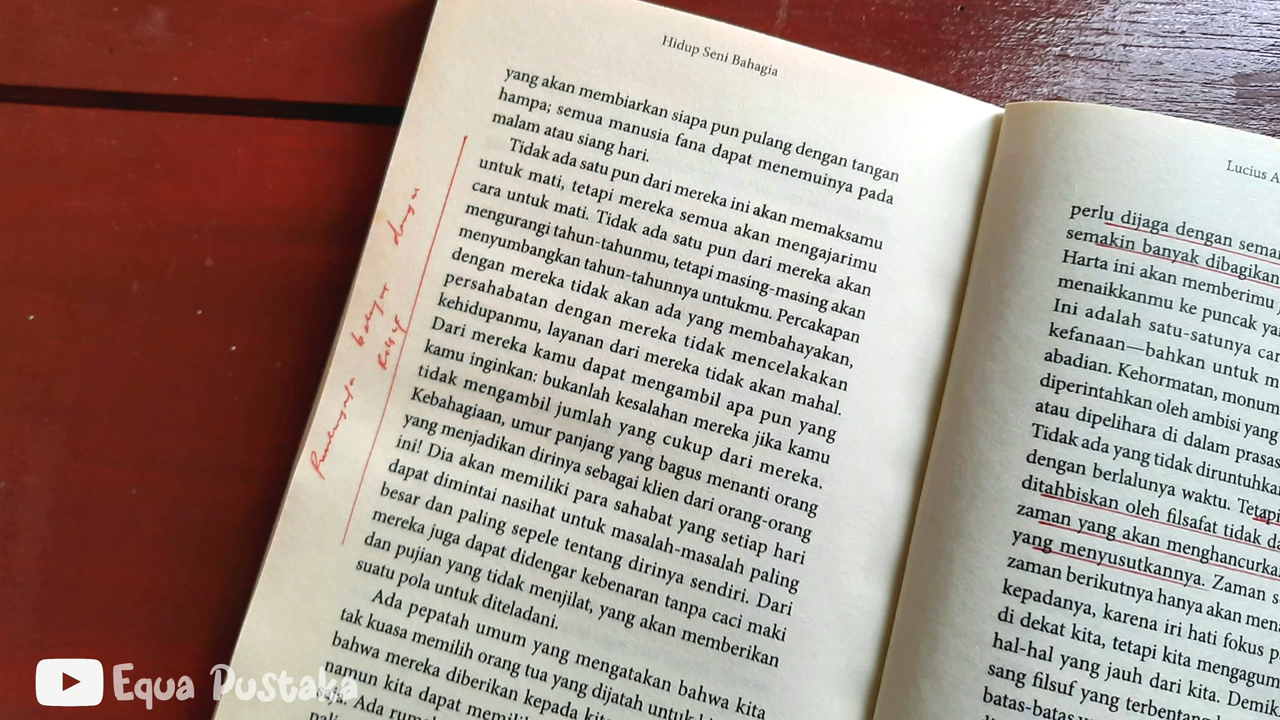 Hidup Seni Bahagia
yang akan membiarkan siapa pun pulang dengan tangan
hampa; semua manusia fana dapat menemuinya pada
malam atau siang hari.
Tidak ada satu pun dari mereka ini akan memaksamu
untuk mati, tetapi mereka semua akan mengajarimu
cara untuk mati. Tidak ada satu pun dari mereka akan
mengurangi tahun-tahunmu, tetapi masing-masing akan
menyumbangkan tahun-tahunnya untukmu. Percakapan
dengan mereka tidak akan ada yang membahayakan,
persahabatan dengan mereka tidak mencelakakan
kehidupanmu, layanan dari mereka tidak akan mahal.
Dari mereka kamu dapat mengambil apa pun yang
kamu inginkan: bukanlah kesalahan mereka jika kamu
tidak mengambil jumlah yang cukup dari mereka.
Kebahagiaan, umur panjang yang bagus menanti orang
yang menjadikan dirinya sebagai klien dari orang-orang
ini! Dia akan memiliki para sahabat yang setiap hari
dapat dimintai nasihat untuk masalah-masalah paling
besar dan paling sepele tentang dirinya sendiri. Dari
mereka juga dapat didengar kebenaran tanpa caci maki
dan pujian yang tidak menjilat, yang akan memberikan
suatu pola untuk diteladani.
Ada pepatah umum yang mengatakan bahwa kita
tak kuasa memilih orang tua yang dijatah untuk
bahwa mereka diberikan kepada
namun kita dapat
Ada
belajar dengan
Lucius
perlu dijaga dengan
semakin banyak dibagikan
Harta ini akan memberimu
menaikkanmu ke puncak
Ini adalah satu-satunya
kefanaan—bahkan untuk
abadian. Kehormatan,
diperintahkan oleh ambisi yang
atau dipelihara di dalam
Tidak ada yang tidak
dengan berlalunya waktu. Tetapi
ditahbiskan oleh filsafat tidak
zaman yang akan
yang menyusutkannya. Zaman
zaman berikutnya hanya akan
kepadanya, karena iri hati fokus
di dekat kita, tetapi kita
hal-hal yang jauh dari kita.
sang filsuf yang
batas-batas
Equa Pustaka